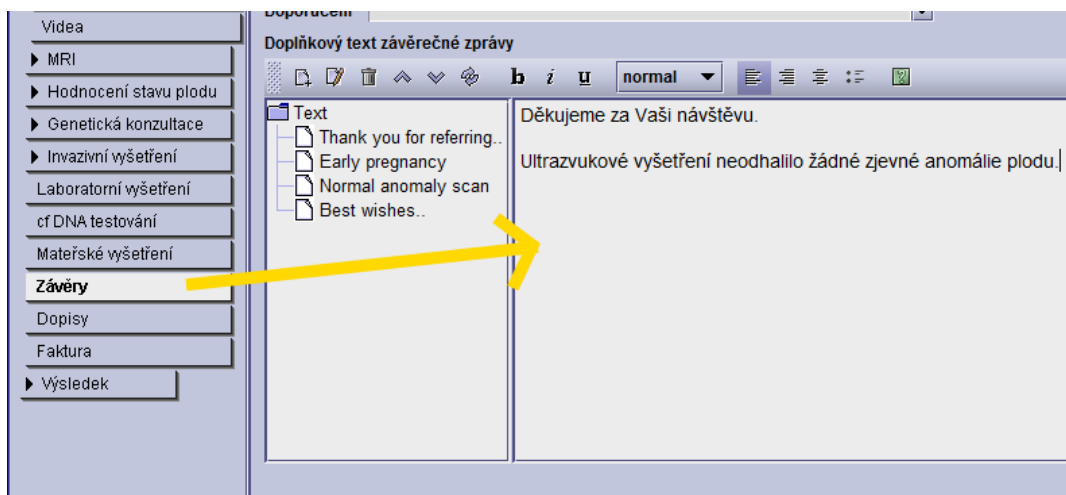 Videa
MRI
Hodnocení stavu plodu
Genetická konzultace
Invazivní vyšetření
Laboratorní vyšetření
cf DNA testování
Mateřské vyšetření
Závěry
Dopisy
Faktura
Výsledek
Doporučení
Doplňkový text závěrečné zprávy
b i u normal
Text
Thank you for referring..
Early pregnancy
Normal anomaly scan
Best wishes..
Děkujeme za Vaši návštěvu.
Ultrazvukové vyšetření neodhalilo žádné zjevné anomálie plodu.